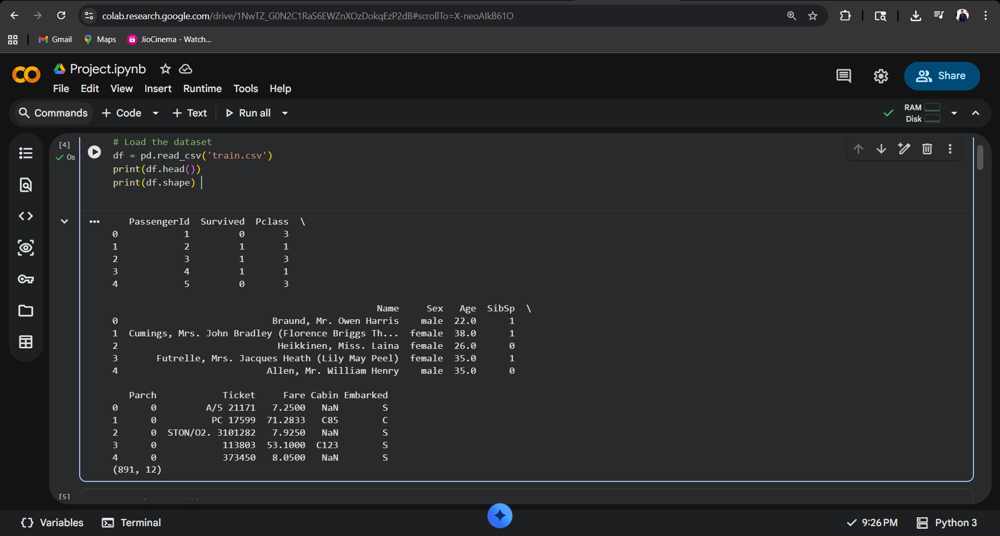 colab.research.google.com/drive/1NwTZ_G0N2C1RaS6EWZnXOzDokqEzP2dB#scrollTo=X-neoAIkB61O
Gmail Maps JioCinema - Watch...
Project.ipynb
File Edit View Insert Runtime Tools Help
Share
Commands + Code + Text Run all
RAM
Disk
[4]
0s
# Load the dataset
df = pd.read_csv('train.csv')
print(df.head())
print(df.shape)
   PassengerId  Survived  Pclass  \
0            1         0       3
1            2         1       1
2            3         1       3
3            4         1       1
4            5         0       3
                                                Name     Sex   Age  SibSp  \
0                            Braund, Mr. Owen Harris    male  22.0      1
1  Cumings, Mrs. John Bradley (Florence Briggs Th...  female  38.0      1
2                             Heikkinen, Miss. Laina  female  26.0      0
3       Futrelle, Mrs. Jacques Heath (Lily May Peel)  female  35.0      1
4                           Allen, Mr. William Henry    male  35.0      0
   Parch            Ticket     Fare Cabin Embarked
0      0         A/5 21171   7.2500   NaN        S
1      0          PC 17599  71.2833   C85        C
2      0  STON/O2. 3101282   7.9250   NaN        S
3      0            113803  53.1000  C123        S
4      0            373450   8.0500   NaN        S
(891, 12)
[5]
{} Variables Terminal
9:26 PM Python 3